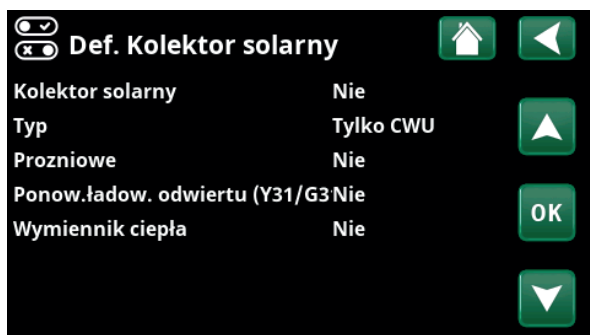 Def. Kolektor solarny
Kolektor solarny Nie
Typ Tylko CWU
Prozniowe Nie
Ponow.ładow. odwiertu (Y31/G31 Nie
Wymiennik ciepła Nie
OK